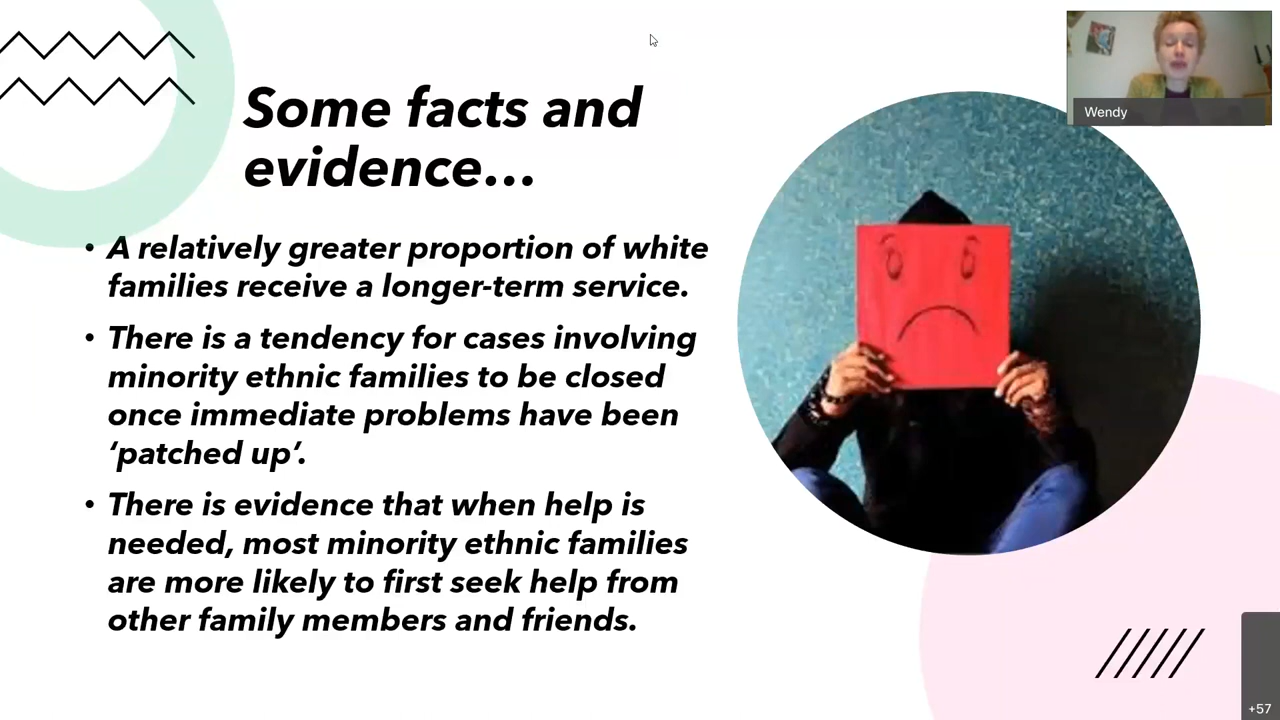 Some facts and
evidence...
• A relatively greater proportion of white
families receive a longer-term service.
• There is a tendency for cases involving
minority ethnic families to be closed
once immediate problems have been
‘patched up’.
• There is evidence that when help is
needed, most minority ethnic families
are more likely to first seek help from
other family members and friends.
Wendy
+57